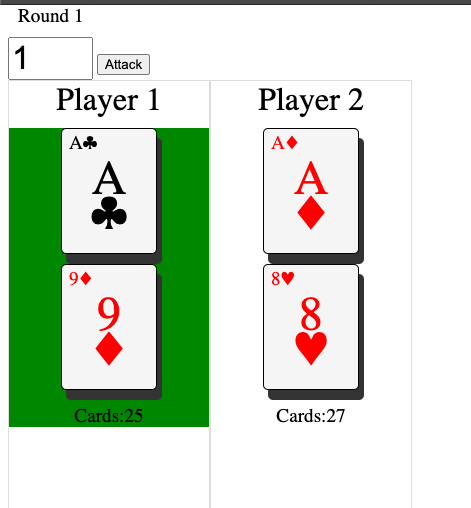 Round 1
1
Attack
Player 1
A♣
A
♣
9♦
9
♦
Cards:25
Player 2
A♦
A
♦
8♥
8
♥
Cards:27